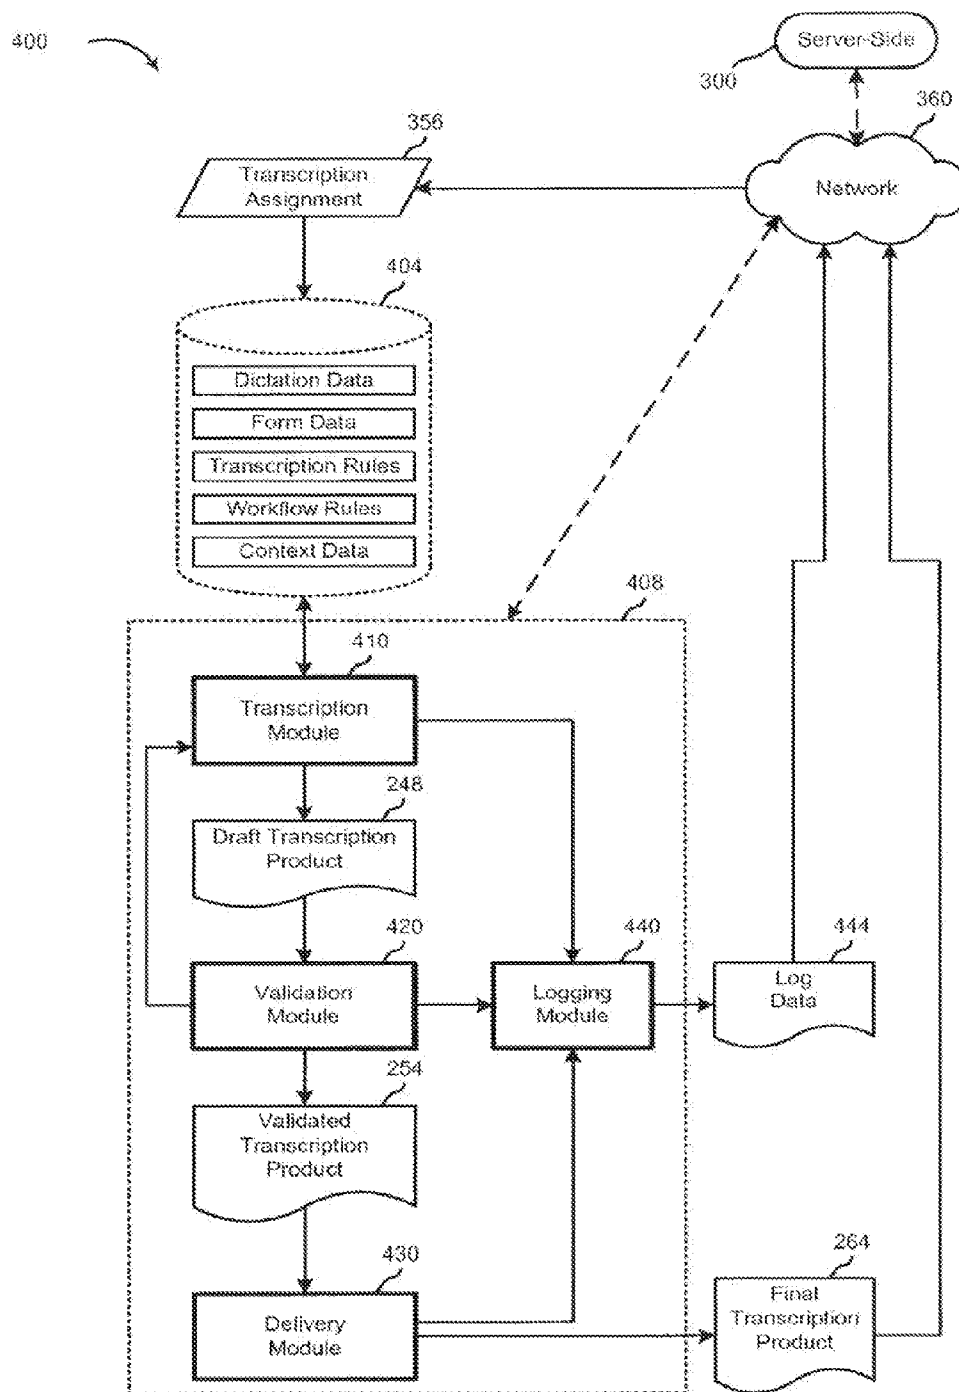 400
Server-Side
300
360
356
Transcription
Assignment
Network
404
Dictation Data
Form Data
Transcription Rules
Workflow Rules
Context Data
408
410
Transcription
Module
248
Draft Transcription
Product
420
440
444
Validation
Module
Logging
Module
Log
Data
254
Validated
Transcription
Product
430
264
Delivery
Module
Final
Transcription
Product